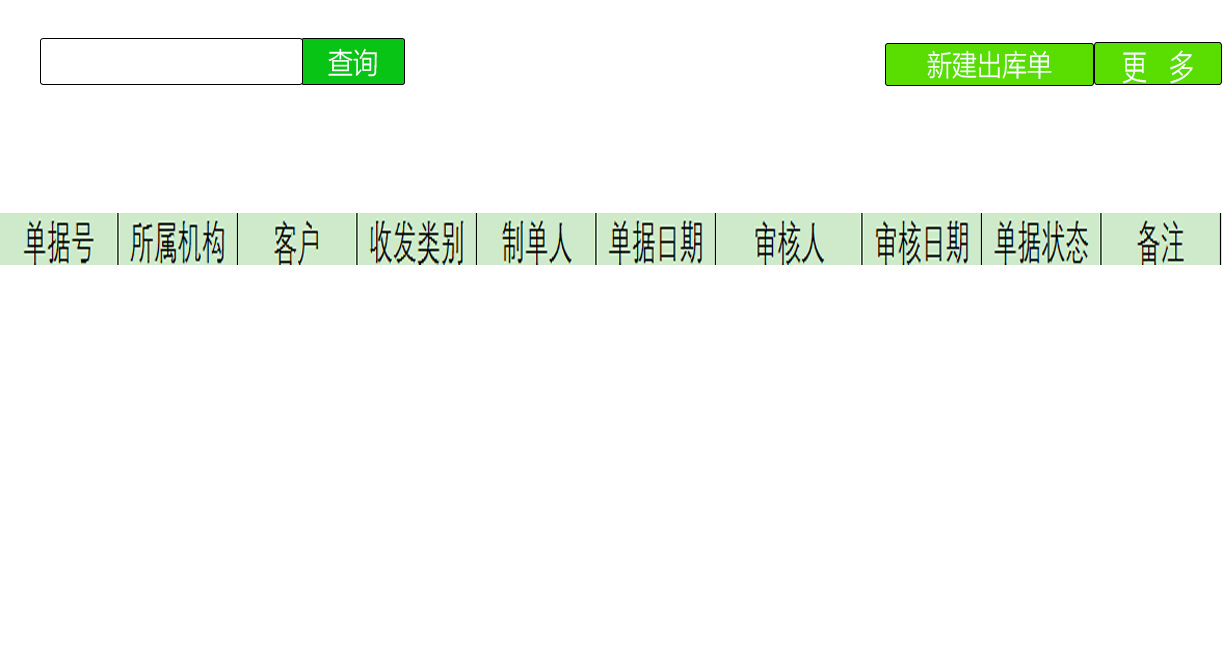 查询 新建出库单 更 多
单据号 所属机构 客户 收发类别 制单人 单据日期 审核人 审核日期 单据状态 备注